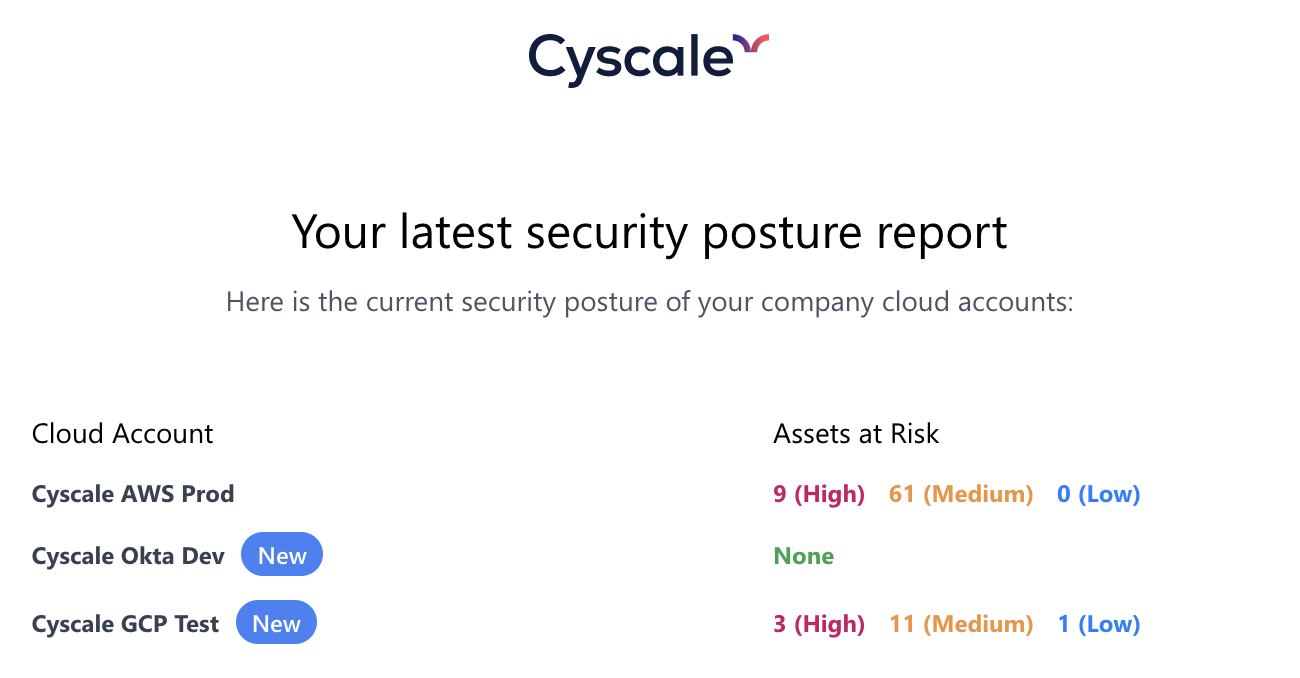 Cyscale
Your latest security posture report
Here is the current security posture of your company cloud accounts:
Cloud Account Assets at Risk
Cyscale AWS Prod 9 (High) 61 (Medium) 0 (Low)
Cyscale Okta Dev New None
Cyscale GCP Test New 3 (High) 11 (Medium) 1 (Low)